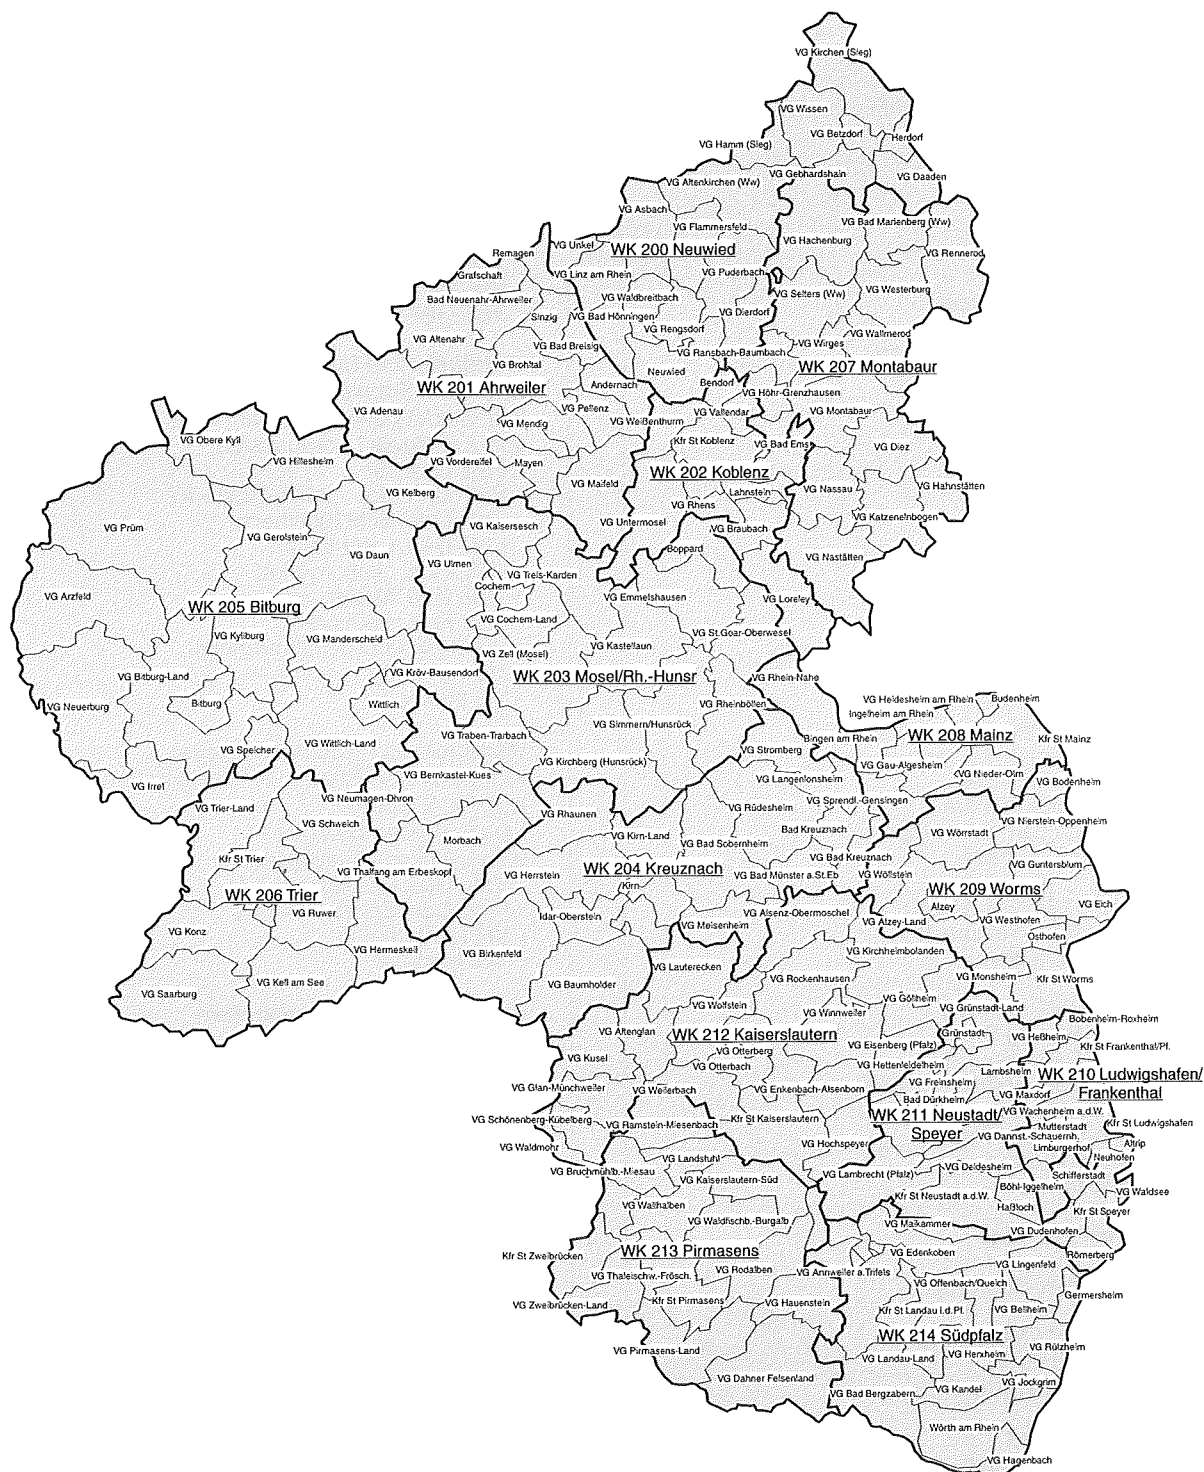 VG Kirchen (Sieg)
VG Wissen
VG Betzdorf
Herdorf
VG Hamm (Sieg)
VG Gebhardshain
VG Daaden
VG Altenkirchen (Ww)
VG Asbach
VG Flammersfeld
VG Bad Marienberg (Ww)
VG Hachenburg
VG Unkel
WK 200 Neuwied
VG Rennerod
Remagen
Grafschaft
VG Linz am Rhein
VG Puderbach
Bad Neuenahr-Ahrweiler
VG Waldbreitbach
VG Selters (Ww)
VG Westerburg
Sinzig
VG Bad Hönningen
VG Dierdorf
VG Rengsdorf
VG Wallmerod
VG Altenahr
VG Bad Breisig
VG Wirges
VG Ransbach-Baumbach
VG Brohltal
WK 207 Montabaur
Neuwied
WK 201 Ahrweiler
Andernach
Bendorf
VG Höhr-Grenzhausen
VG Adenau
VG Pellenz
VG Vallendar
VG Montabaur
VG Mendig
VG Weißenthurm
VG Obere Kyll
Kfr St Koblenz
VG Bad Ems
VG Diez
VG Hillesheim
VG Vordereifel
Mayen
WK 202 Koblenz
VG Maifeld
VG Nassau
VG Hahnstätten
VG Kelberg
Lahnstein
VG Rhens
VG Katzenelnbogen
VG Prüm
VG Kaisersesch
VG Untermosel
VG Braubach
VG Gerolstein
VG Daun
Boppard
VG Nastätten
VG Ulmen
VG Treis-Karden
Cochem
VG Arzfeld
VG Emmelshausen
VG Loreley
WK 205 Bitburg
VG Cochem-Land
VG Kyllburg
VG Manderscheid
VG St.Goar-Oberwesel
VG Kastellaun
VG Zell (Mosel)
VG Kröv-Bausendorf
WK 203 Mosel/Rh.-Hunsr
VG Bitburg-Land
VG Rhein-Nahe
VG Neuerburg
Bitburg
Wittlich
VG Rheinböllen
VG Heidesheim am Rhein
Budenheim
Ingelheim am Rhein
VG Simmern/Hunsrück
VG Traben-Trarbach
WK 208 Mainz
Bingen am Rhein
Kfr St Mainz
VG Speicher
VG Wittlich-Land
VG Stromberg
VG Kirchberg (Hunsrück)
VG Gau-Algesheim
VG Bernkastel-Kues
VG Nieder-Olm
VG Langenlonsheim
VG Bodenheim
VG Irrel
VG Neumagen-Dhron
VG Sprendl.-Gensingen
VG Trier-Land
VG Rhaunen
VG Rüdesheim
VG Schweich
VG Nierstein-Oppenheim
Bad Kreuznach
VG Wörrstadt
VG Kirn-Land
Morbach
VG Bad Sobernheim
Kfr St Trier
VG Bad Kreuznach
VG Guntersblum
VG Thalfang am Erbeskopf
WK 204 Kreuznach
VG Herrstein
VG Bad Münster a.St.Eb
VG Wöllstein
Kirn
WK 209 Worms
WK 206 Trier
VG Eich
Alzey
VG Ruwer
Idar-Oberstein
VG Alsenz-Obermoschel
VG Alzey-Land
VG Westhofen
VG Meisenheim
VG Konz
Osthofen
VG Hermeskeil
VG Birkenfeld
VG Kirchheimbolanden
VG Lauterecken
VG Monsheim
Kfr St Worms
VG Rockenhausen
VG Kell am See
VG Baumholder
VG Saarburg
VG Göllheim
VG Wolfstein
VG Grünstadt-Land
VG Winnweiler
Bobenheim-Roxheim
VG Altenglan
WK 212 Kaiserslautern
Grünstadt
VG Heßheim
VG Eisenberg (Pfalz)
Kfr St Frankenthal/Pf.
VG Otterberg
VG Kusel
VG Otterbach
VG Hettenleidelheim
Lambsheim
WK 210 Ludwigshafen/
Frankenthal
VG Freinsheim
VG Glan-Münchweiler
VG Weilerbach
VG Enkenbach-Alsenborn
VG Maxdorf
Bad Dürkheim
VG Wachenheim a.d.W.
WK 211 Neustadt/
Speyer
VG Schönenberg-Kübelberg
VG Ramstein-Miesenbach
Kfr St Kaiserslautern
Mutterstadt
Kfr St Ludwigshafen
VG Dannst.-Schauernh.
VG Waldmohr
VG Hochspeyer
Limburgerhof
Altrip
Neuhofen
VG Landstuhl
VG Bruchmühlb.-Miesau
VG Lambrecht (Pfalz)
VG Deidesheim
Schifferstadt
VG Kaiserslautern-Süd
Böhl-Iggelheim
VG Waldsee
Kfr St Neustadt a.d.W.
VG Wallhalben
Haßloch
Kfr St Speyer
VG Waldfischb.-Burgalb
VG Maikammer
VG Dudenhofen
Kfr St Zweibrücken
WK 213 Pirmasens
VG Edenkoben
Römerberg
VG Lingenfeld
VG Thaleischw.-Frösch.
VG Rodalben
VG Annweiler a.Trifels
VG Offenbach/Queich
Germersheim
VG Zweibrücken-Land
Kfr St Pirmasens
VG Hauenstein
Kfr St Landau i.d.Pf.
VG Bellheim
WK 214 Südpfalz
VG Pirmasens-Land
VG Herxheim
VG Rülzheim
VG Landau-Land
VG Dahner Felsenland
VG Jockgrim
VG Kandel
VG Bad Bergzabern
Wörth am Rhein
VG Hagenbach